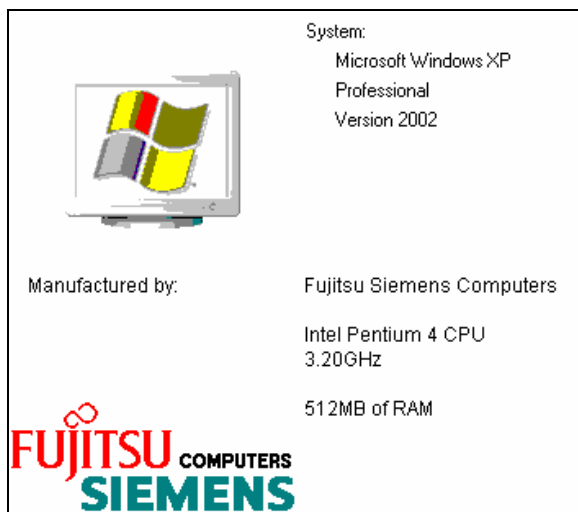 System:
Microsoft Windows XP
Professional
Version 2002
Manufactured by:
Fujitsu Siemens Computers
Intel Pentium 4 CPU
3.20GHz
512MB of RAM
FUJITSU COMPUTERS
SIEMENS